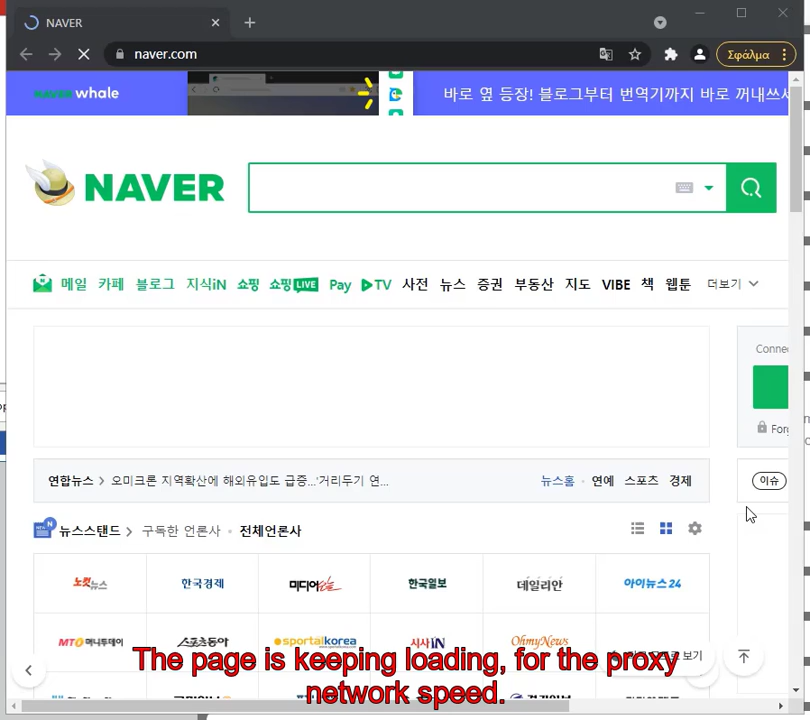 NAVER
naver.com
Σφάλμα
NAVER whale
바로 옆 등장! 블로그부터 번역기까지 바로 꺼내쓰세
NAVER
메일 카페 블로그 지식iN 쇼핑 쇼핑LIVE Pay TV 사전 뉴스 증권 부동산 지도 VIBE 책 웹툰 더보기
Conne
For
연합뉴스 > 오미크론 지역확산에 해외유입도 급증...'거리두기 연...
뉴스홈 · 연예 스포츠 경제
이슈
뉴스스탠드 > 구독한 언론사 · 전체언론사
노컷뉴스 한국경제 미디어오늘 한국일보 데일리안 아이뉴스24
MTO 머니투데이 스포츠동아 sportalkorea 시사IN OhmyNews
The page is keeping loading, for the proxy
network speed.